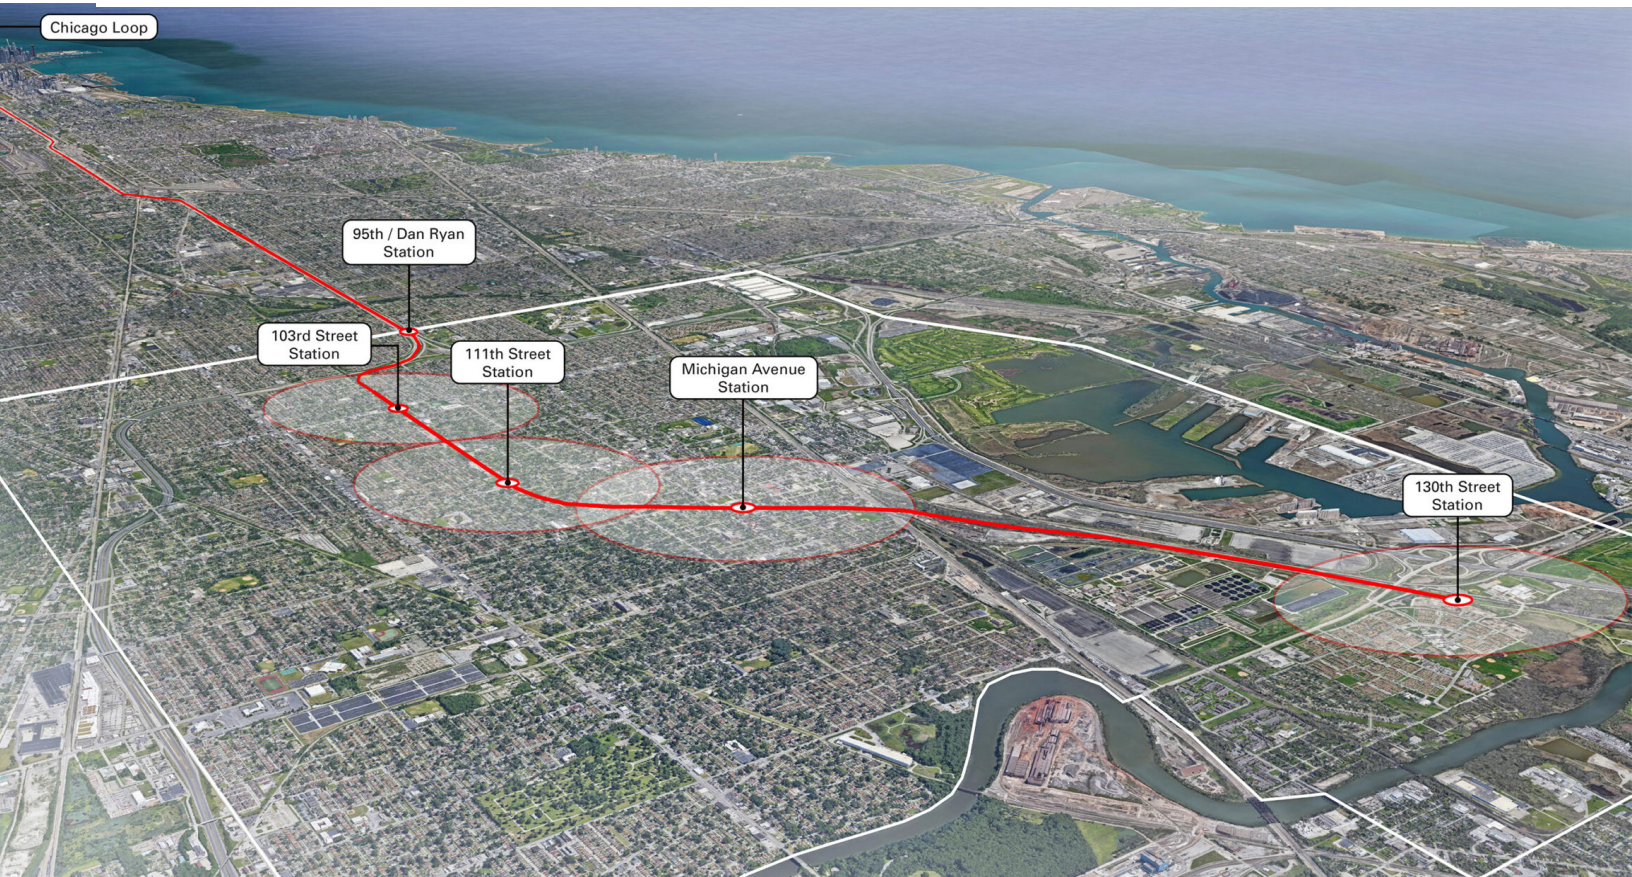 Chicago Loop
95th / Dan Ryan
Station
103rd Street
Station
111th Street
Station
Michigan Avenue
Station
130th Street
Station